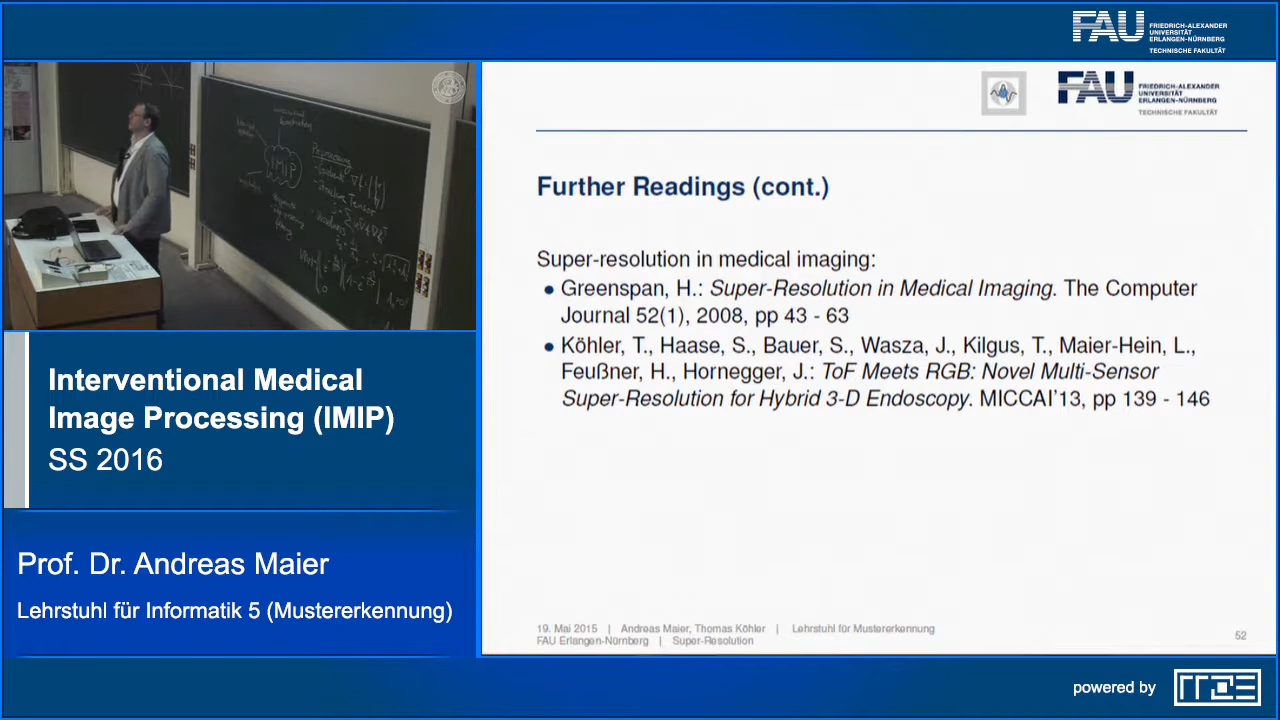 FAU
FRIEDRICH-ALEXANDER
UNIVERSITÄT
ERLANGEN-NÜRNBERG
TECHNISCHE FAKULTÄT
IMIP
Preprocessing
Interventional Medical
Image Processing (IMIP)
SS 2016
Prof. Dr. Andreas Maier
Lehrstuhl für Informatik 5 (Mustererkennung)
FAU
FRIEDRICH-ALEXANDER
UNIVERSITÄT
ERLANGEN-NÜRNBERG
TECHNISCHE FAKULTÄT
Further Readings (cont.)
Super-resolution in medical imaging:
• Greenspan, H.: Super-Resolution in Medical Imaging. The Computer
Journal 52(1), 2008, pp 43 - 63
• Köhler, T., Haase, S., Bauer, S., Wasza, J., Kilgus, T., Maier-Hein, L.,
Feußner, H., Hornegger, J.: ToF Meets RGB: Novel Multi-Sensor
Super-Resolution for Hybrid 3-D Endoscopy. MICCAI'13, pp 139 - 146
19. Mai 2015 | Andreas Maier, Thomas Köhler | Lehrstuhl für Mustererkennung
FAU Erlangen-Nürnberg | Super-Resolution
52
powered by
RRZE